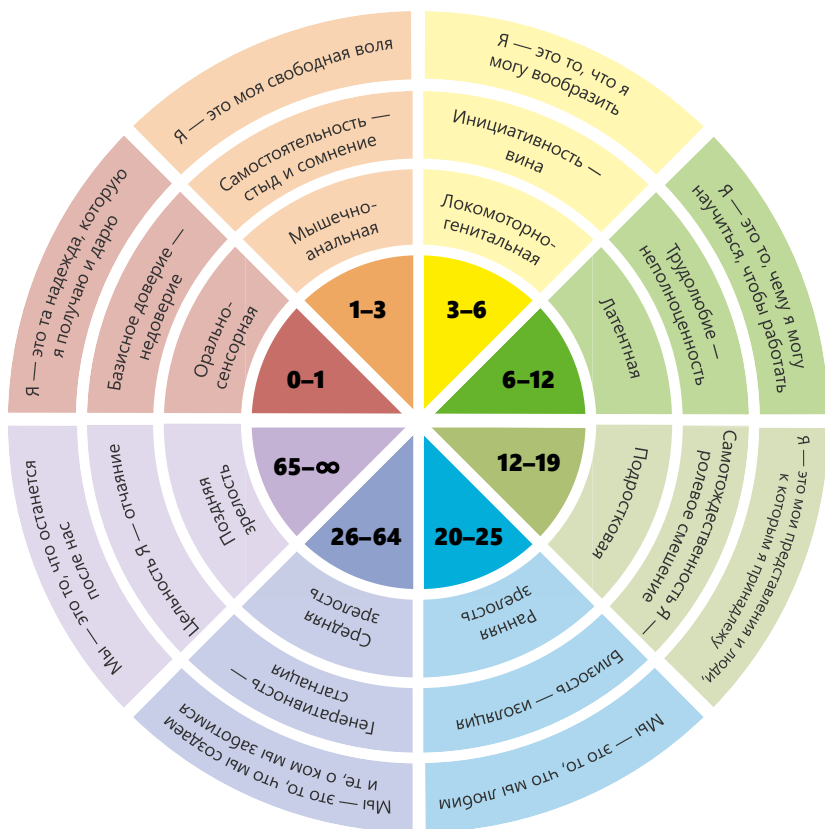 0–1
Орально-
сенсорная
Базисное доверие —
недоверие
Я — это та надежда, которую
я получаю и дарю
1–3
Мышечно-
анальная
Самостоятельность —
стыд и сомнение
Я — это моя свободная воля
3–6
Локомоторно-
генитальная
Инициативность —
вина
Я — это то, что я
могу вообразить
6–12
Латентная
Трудолюбие —
неполноценность
Я — это то, чему я могу
научиться, чтобы работать
12–19
Подростковая
Самотождественность Я —
ролевое смешение
Я — это мои представления и люди,
к которым я принадлежу
20–25
Ранняя
зрелость
Близость — изоляция
Мы — это то, что мы любим
26–64
Средняя
зрелость
Генеративность —
стагнация
Мы — это то, что мы создаем
и те, о ком мы заботимся
65–∞
Поздняя
зрелость
Цельность Я — отчаяние
Мы — это то, что останется
после нас